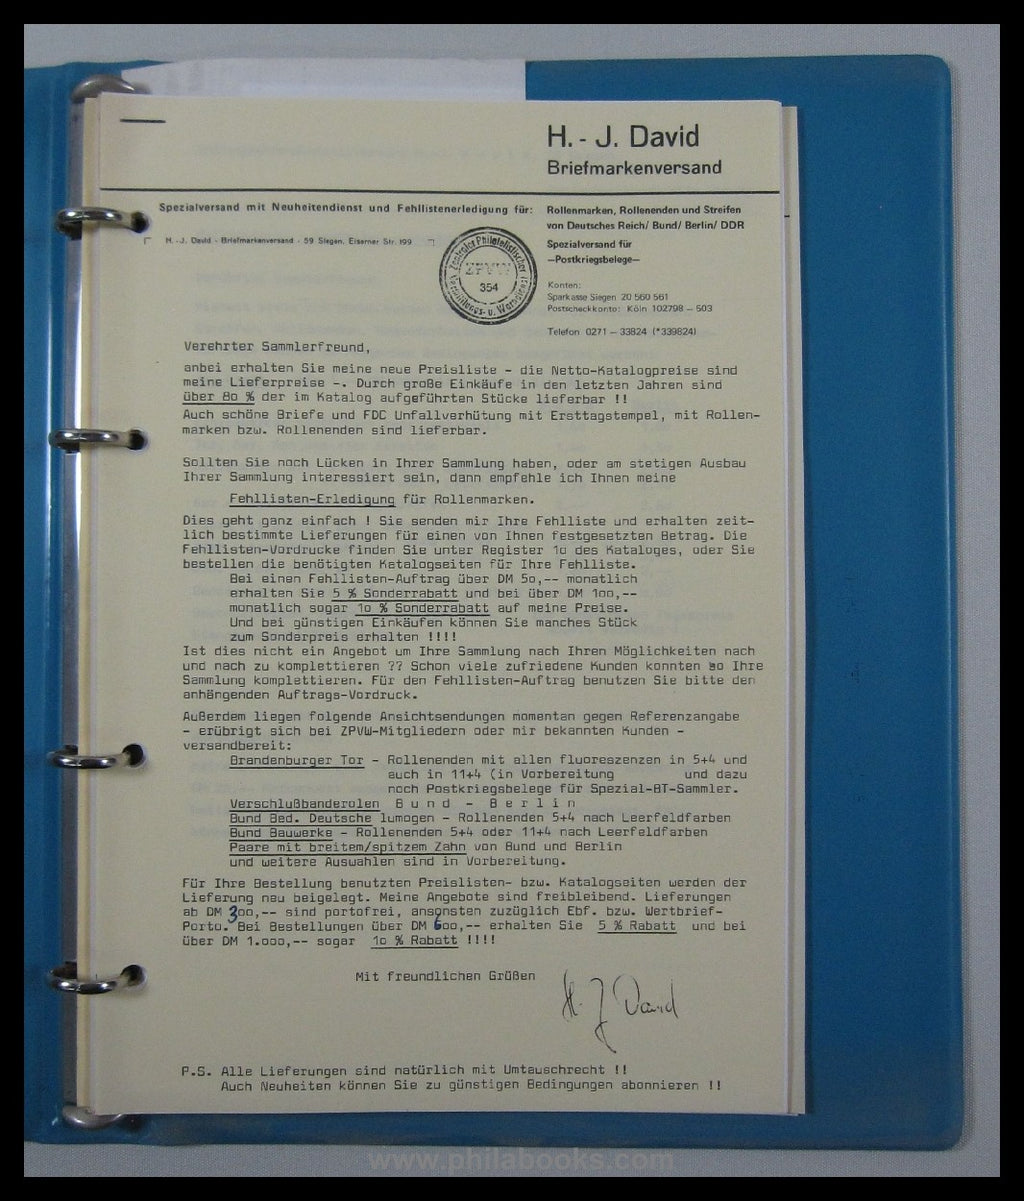 H. - J. David
Briefmarkenversand
Spezialversand mit Neuheitendienst und Fehllistenerledigung für:
Rollenmarken, Rollenenden und Streifen
von Deutsches Reich/ Bund/ Berlin/ DDR
Spezialversand für
—Postkriegsbelege—
H. - J. David - Briefmarkenversand - 59 Siegen, Eiserner Str. 199
Zentraler Philatelistischer
ZPVW
354
Vermittlungs- u. Warendienst
Konten:
Sparkasse Siegen 20 560 561
Postscheckkonto: Köln 102798 – 503
Telefon 0271 – 33824 (*339824)
Verehrter Sammlerfreund,
anbei erhalten Sie meine neue Preisliste - die Netto-Katalogpreise sind
meine Lieferpreise -. Durch große Einkäufe in den letzten Jahren sind
über 80 % der im Katalog aufgeführten Stücke lieferbar !!
Auch schöne Briefe und FDC Unfallverhütung mit Ersttagstempel, mit Rollen-
marken bzw. Rollenenden sind lieferbar.
Sollten Sie noch Lücken in Ihrer Sammlung haben, oder am stetigen Ausbau
Ihrer Sammlung interessiert sein, dann empfehle ich Ihnen meine
Fehllisten-Erledigung für Rollenmarken.
Dies geht ganz einfach ! Sie senden mir Ihre Fehlliste und erhalten zeit-
lich bestimmte Lieferungen für einen von Ihnen festgesetzten Betrag. Die
Fehllisten-Vordrucke finden Sie unter Register 1o des Kataloges, oder Sie
bestellen die benötigten Katalogseiten für Ihre Fehlliste.
Bei einen Fehllisten-Auftrag über DM 5o,-- monatlich
erhalten Sie 5 % Sonderrabatt und bei über DM 1oo,--
monatlich sogar 1o % Sonderrabatt auf meine Preise.
Und bei günstigen Einkäufen können Sie manches Stück
zum Sonderpreis erhalten !!!!
Ist dies nicht ein Angebot um Ihre Sammlung nach Ihren Möglichkeiten nach
und nach zu komplettieren ?? Schon viele zufriedene Kunden konnten so Ihre
Sammlung komplettieren. Für den Fehllisten-Auftrag benutzen Sie bitte den
anhängenden Auftrags-Vordruck.
Außerdem liegen folgende Ansichtsendungen momentan gegen Referenzangabe
- erübrigt sich bei ZPVW-Mitgliedern oder mir bekannten Kunden -
versandbereit:
Brandenburger Tor - Rollenenden mit allen fluoreszenzen in 5+4 und
auch in 11+4 (in Vorbereitung und dazu
noch Postkriegsbelege für Spezial-BT-Sammler.
Verschlußbanderolen B u n d - B e r l i n
Bund Bed. Deutsche lumogen - Rollenenden 5+4 nach Leerfeldfarben
Bund Bauwerke - Rollenenden 5+4 oder 11+4 nach Leerfeldfarben
Paare mit breitem/spitzem Zahn von Bund und Berlin
und weitere Auswahlen sind in Vorbereitung.
Für Ihre Bestellung benutzten Preislisten- bzw. Katalogseiten werden der
Lieferung neu beigelegt. Meine Angebote sind freibleibend. Lieferungen
ab DM 3oo,-- sind portofrei, ansonsten zuzüglich Ebf. bzw. Wertbrief-
Porto. Bei Bestellungen über DM 6oo,-- erhalten Sie 5 % Rabatt und bei
über DM 1.ooo,-- sogar 1o % Rabatt !!!!
Mit freundlichen Grüßen
H. J David
P.S. Alle Lieferungen sind natürlich mit Umtauschrecht !!
Auch Neuheiten können Sie zu günstigen Bedingungen abonnieren !!
www.philabooks.com